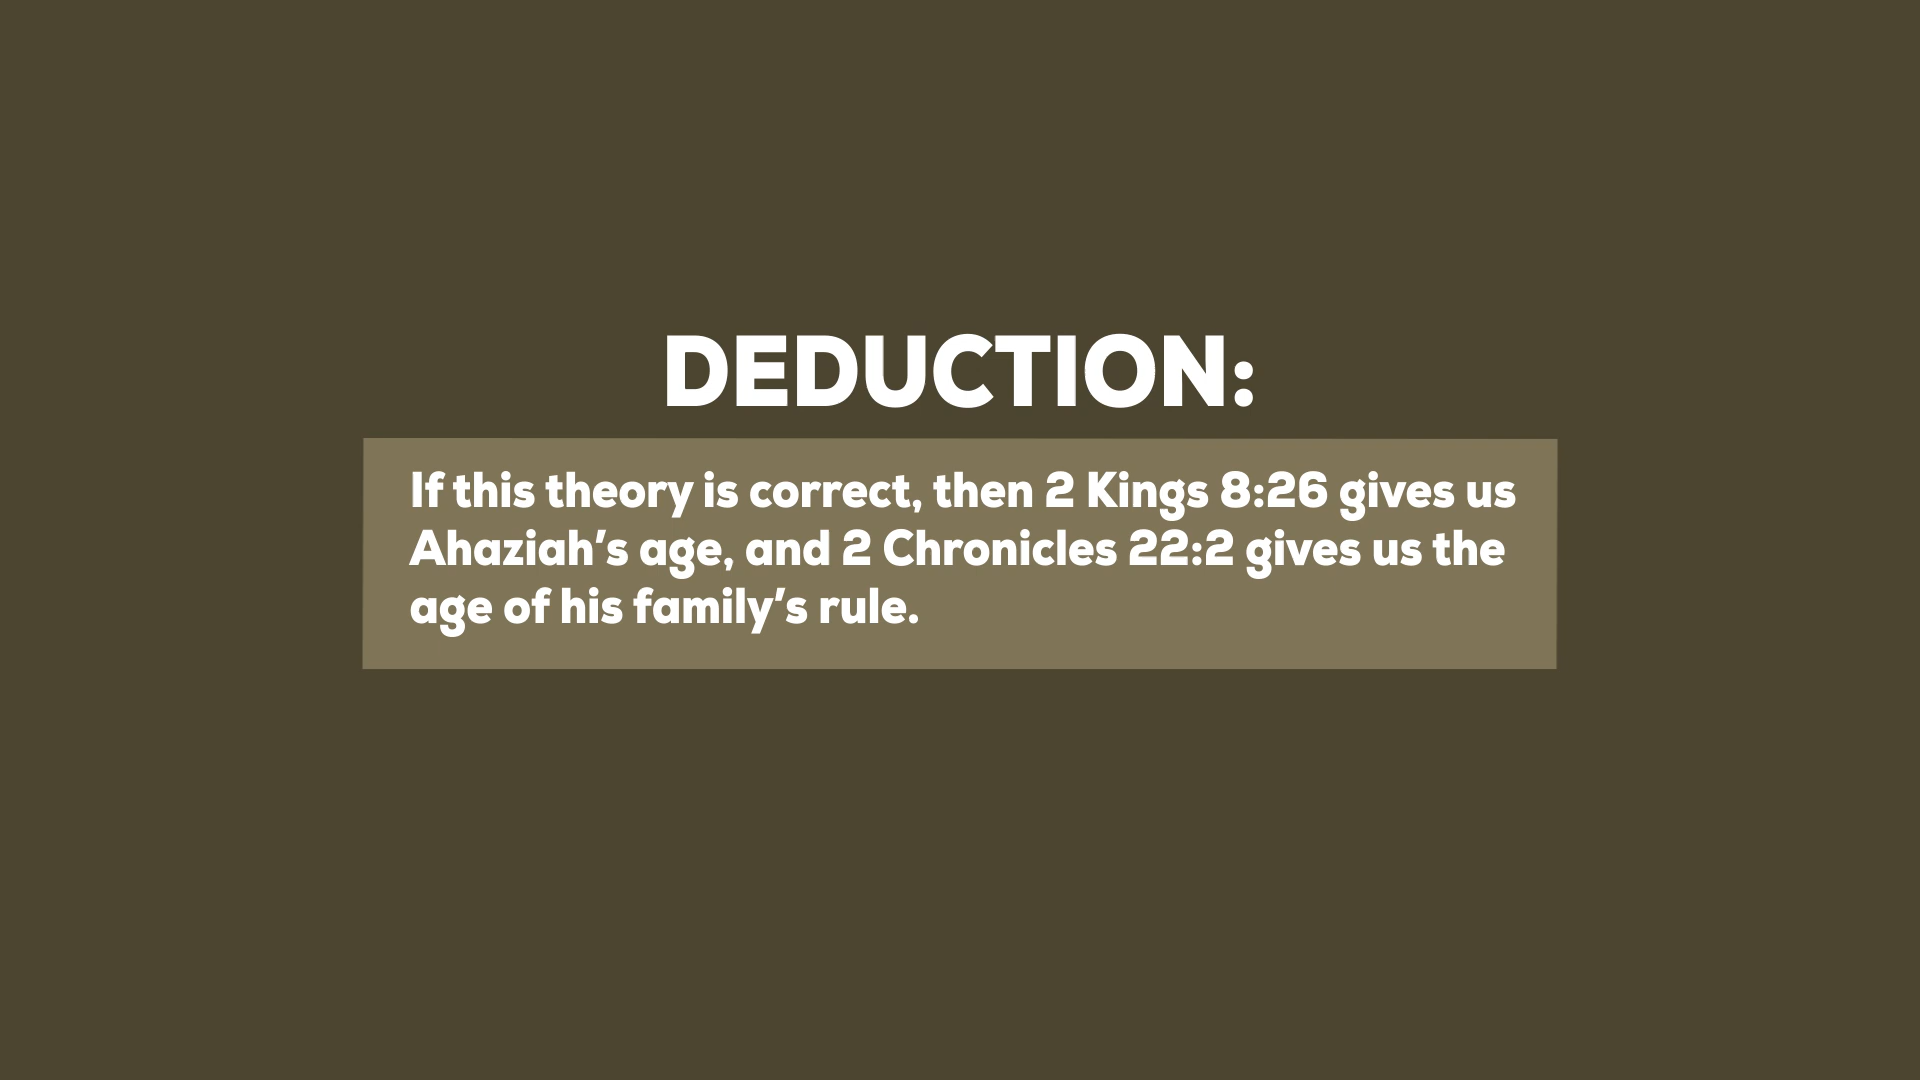 DEDUCTION:
If this theory is correct, then 2 Kings 8:26 gives us
Ahaziah’s age, and 2 Chronicles 22:2 gives us the
age of his family’s rule.